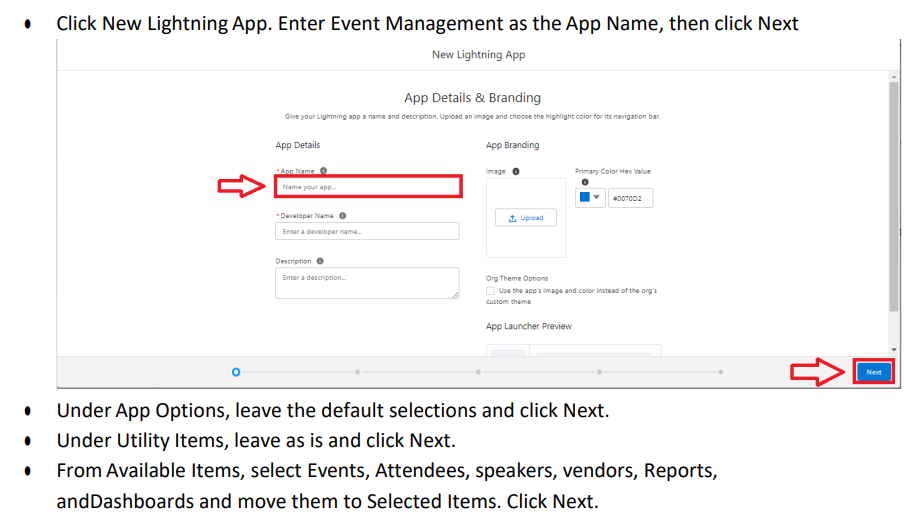 • Click New Lightning App. Enter Event Management as the App Name, then click Next
New Lightning App
App Details & Branding
Give your Lightning app a name and description. Upload an image and choose the highlight color for its navigation bar.
App Details
* App Name
Name your app...
* Developer Name
Enter a developer name...
Description
Enter a description...
App Branding
Image
Primary Color Hex Value
Upload
#0070D2
Org Theme Options
Use the app's image and color instead of the org's
custom theme
App Launcher Preview
Next
• Under App Options, leave the default selections and click Next.
• Under Utility Items, leave as is and click Next.
• From Available Items, select Events, Attendees, speakers, vendors, Reports,
andDashboards and move them to Selected Items. Click Next.